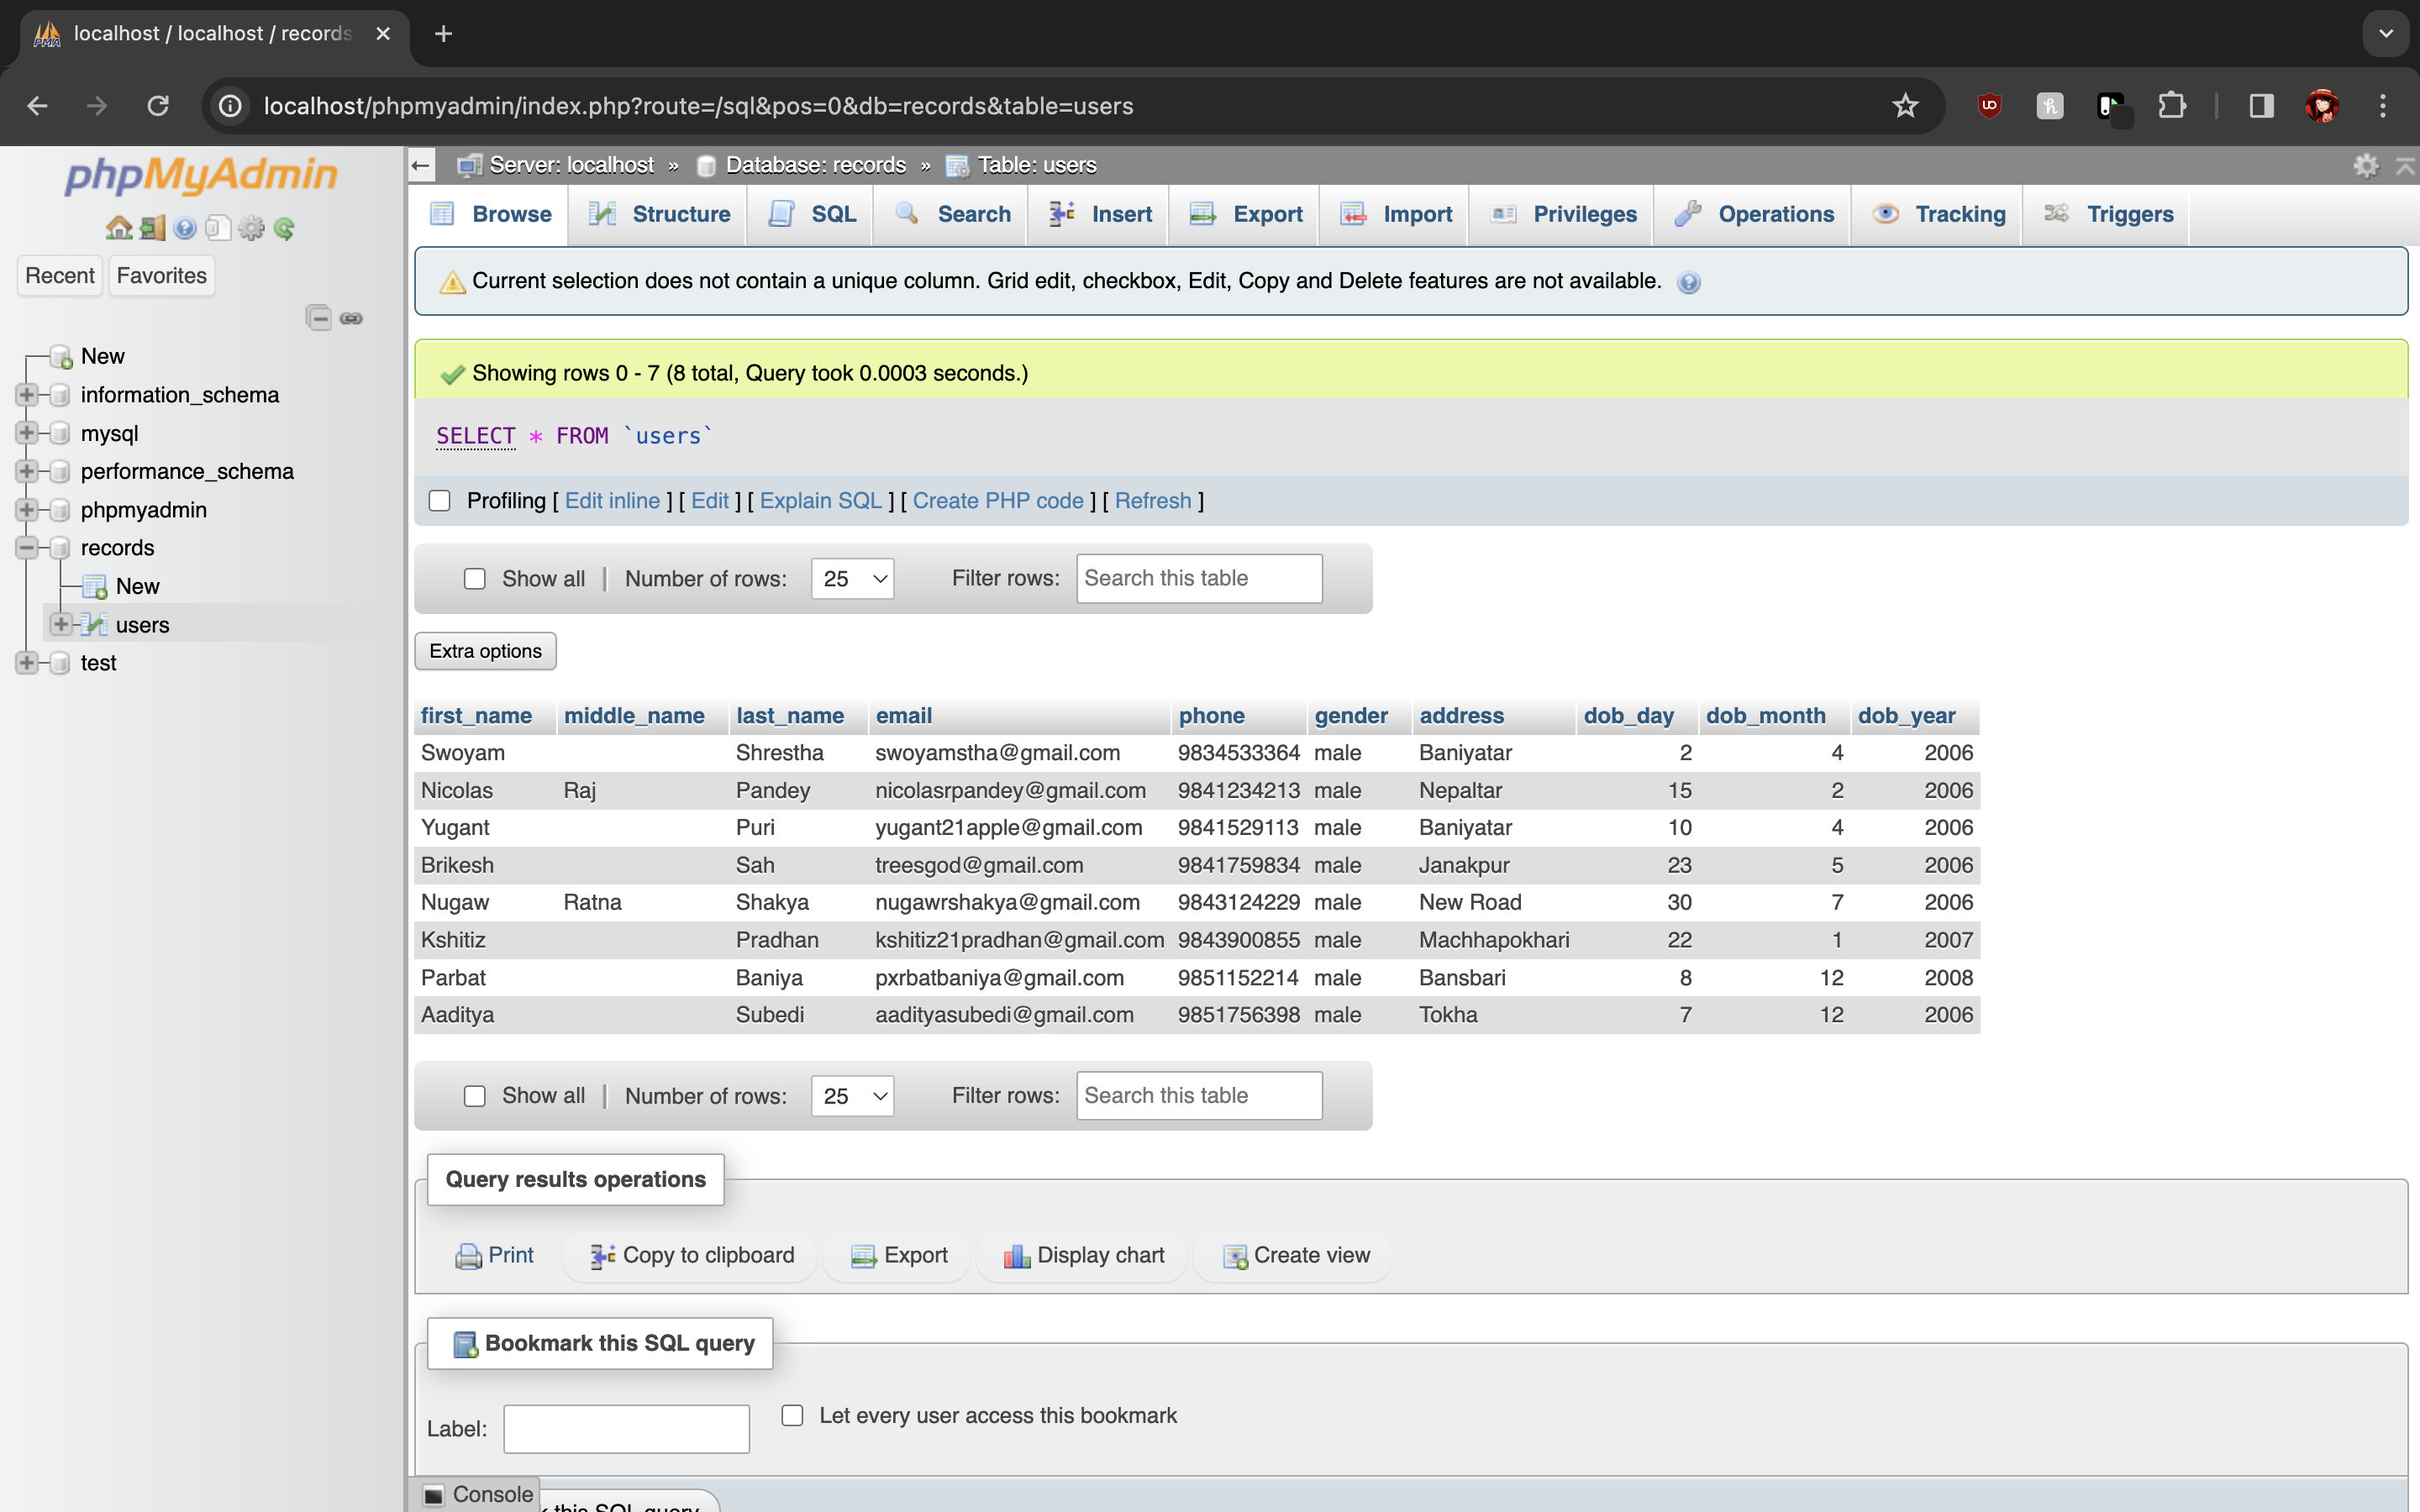 localhost / localhost / records
localhost/phpmyadmin/index.php?route=/sql&pos=0&db=records&table=users
phpMyAdmin
Recent Favorites
New
information_schema
mysql
performance_schema
phpmyadmin
records
New
users
test
Server: localhost » Database: records » Table: users
Browse Structure SQL Search Insert Export Import Privileges Operations Tracking Triggers
Current selection does not contain a unique column. Grid edit, checkbox, Edit, Copy and Delete features are not available.
Showing rows 0 - 7 (8 total, Query took 0.0003 seconds.)
SELECT * FROM `users`
Profiling [ Edit inline ] [ Edit ] [ Explain SQL ] [ Create PHP code ] [ Refresh ]
Show all | Number of rows: 25 Filter rows: Search this table
Extra options
first_name middle_name last_name email phone gender address dob_day dob_month dob_year
Swoyam Shrestha swoyamstha@gmail.com 9834533364 male Baniyatar 2 4 2006
Nicolas Raj Pandey nicolasrpandey@gmail.com 9841234213 male Nepaltar 15 2 2006
Yugant Puri yugant21apple@gmail.com 9841529113 male Baniyatar 10 4 2006
Brikesh Sah treesgod@gmail.com 9841759834 male Janakpur 23 5 2006
Nugaw Ratna Shakya nugawrshakya@gmail.com 9843124229 male New Road 30 7 2006
Kshitiz Pradhan kshitiz21pradhan@gmail.com 9843900855 male Machhapokhari 22 1 2007
Parbat Baniya pxrbatbaniya@gmail.com 9851152214 male Bansbari 8 12 2008
Aaditya Subedi aadityasubedi@gmail.com 9851756398 male Tokha 7 12 2006
Show all | Number of rows: 25 Filter rows: Search this table
Query results operations
Print Copy to clipboard Export Display chart Create view
Bookmark this SQL query
Label: Let every user access this bookmark
Console this SQL query